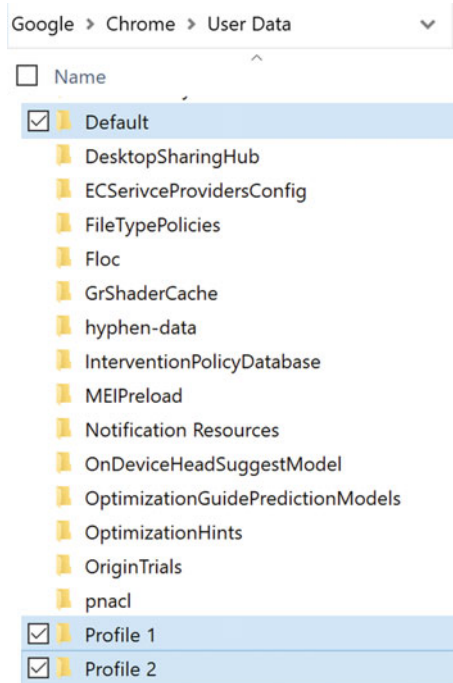 Google > Chrome > User Data
Name
Default
DesktopSharingHub
ECSerivceProvidersConfig
FileTypePolicies
Floc
GrShaderCache
hyphen-data
InterventionPolicyDatabase
MEIPreload
Notification Resources
OnDeviceHeadSuggestModel
OptimizationGuidePredictionModels
OptimizationHints
OriginTrials
pnacl
Profile 1
Profile 2